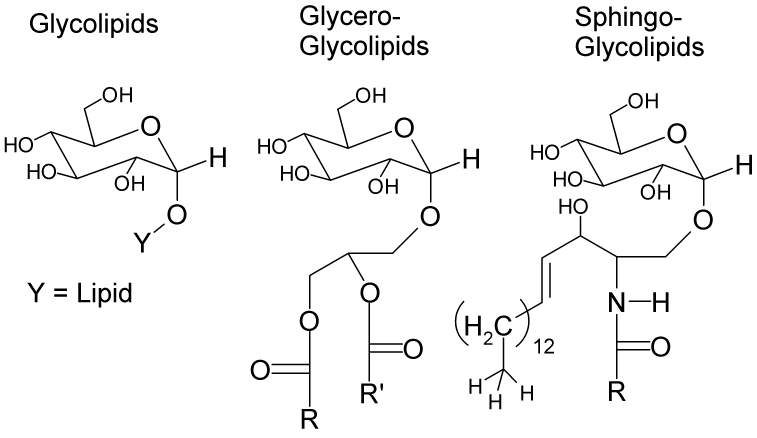 Glycolipids
OH
HO
HO
OH
O
H
O
Y
Y = Lipid
Glycero-
Glycolipids
OH
HO
HO
OH
O
H
O
O
O
O
O
R
R'
Sphingo-
Glycolipids
OH
HO
HO
OH
O
H
O
HO
N–H
(H₂C)₁₂
O
H
H
H
R